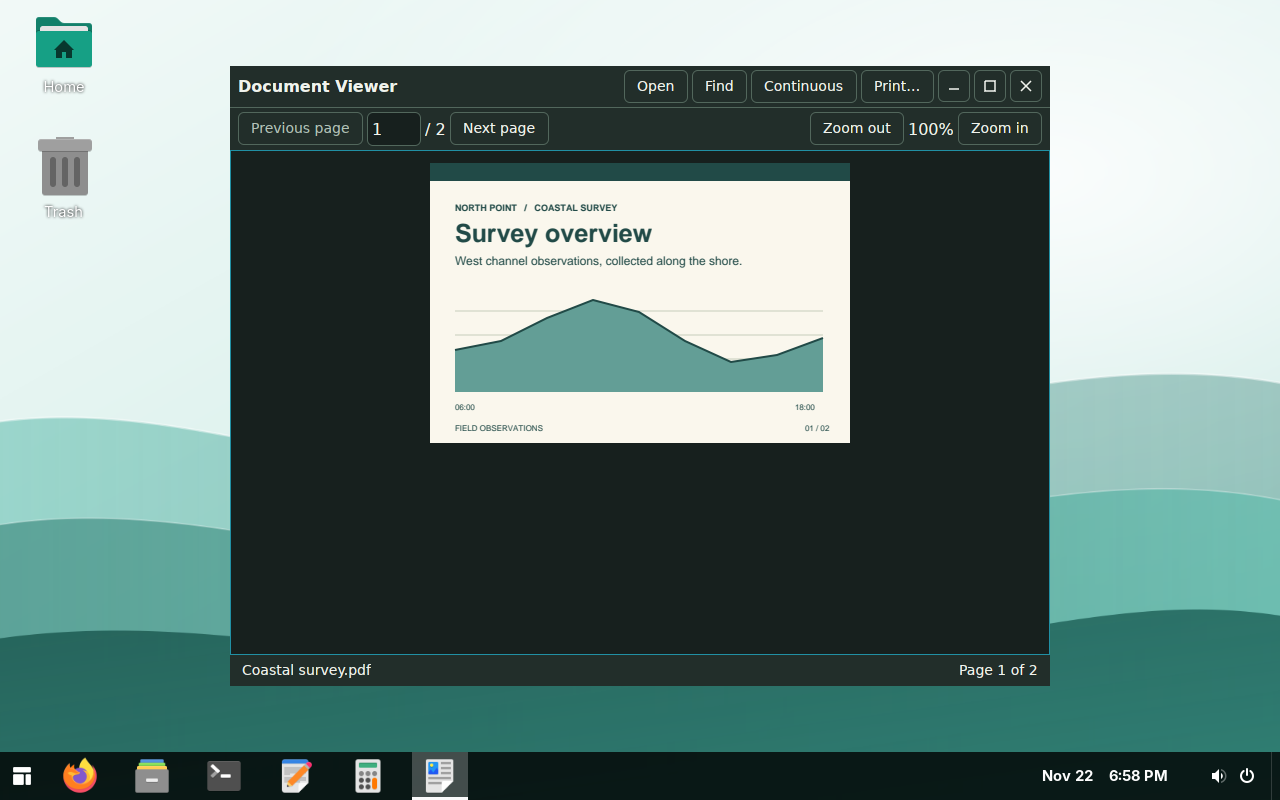 Home
Trash
Document Viewer Open Find Continuous Print...
Previous page 1 / 2 Next page Zoom out 100% Zoom in
NORTH POINT / COASTAL SURVEY
Survey overview
West channel observations, collected along the shore.
06:00 18:00
FIELD OBSERVATIONS 01 / 02
Coastal survey.pdf Page 1 of 2
Nov 22 6:58 PM